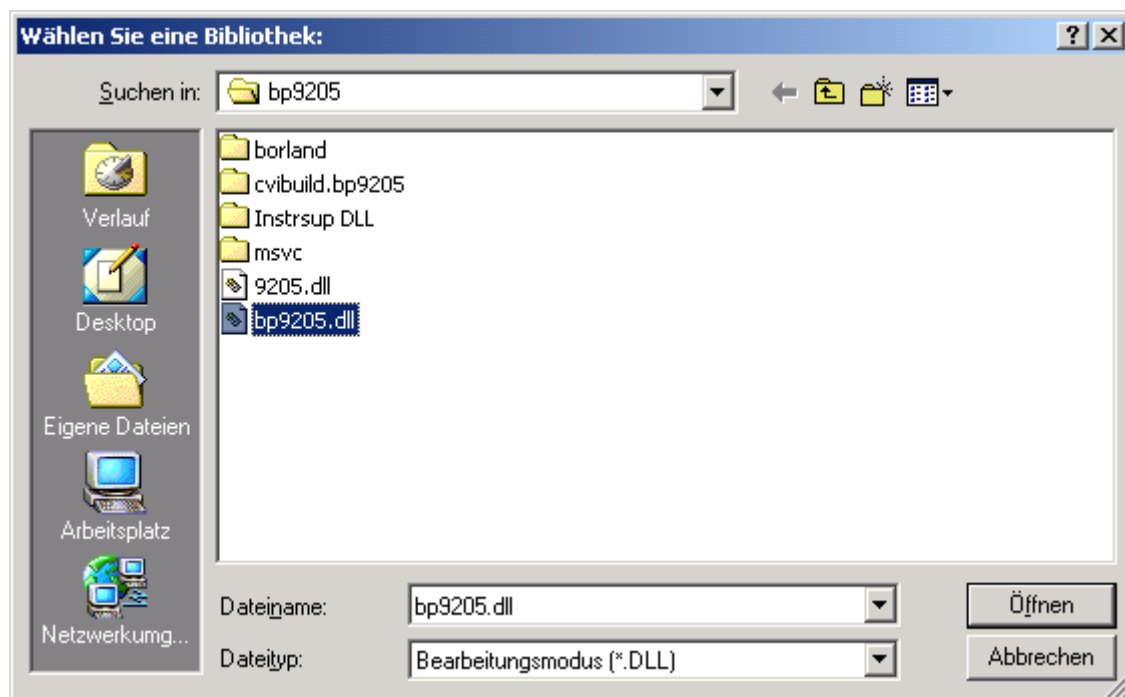 Wählen Sie eine Bibliothek:
Suchen in:
bp9205
Verlauf
Desktop
Eigene Dateien
Arbeitsplatz
Netzwerkumg...
borland
cvibuild.bp9205
Instrsup DLL
msvc
9205.dll
bp9205.dll
Dateiname:
bp9205.dll
Öffnen
Dateityp:
Bearbeitungsmodus (*.DLL)
Abbrechen